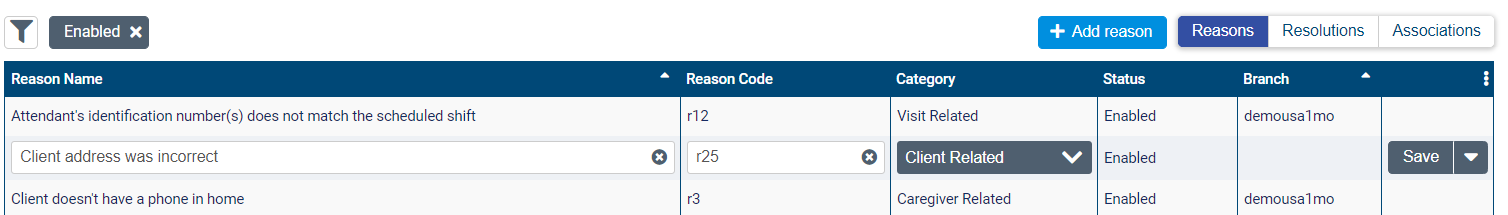 Enabled
Add reason
Reasons
Resolutions
Associations
Reason Name
Reason Code
Category
Status
Branch
Attendant's identification number(s) does not match the scheduled shift
r12
Visit Related
Enabled
demousa1mo
Client address was incorrect
r25
Client Related
Enabled
Save
Client doesn't have a phone in home
r3
Caregiver Related
Enabled
demousa1mo